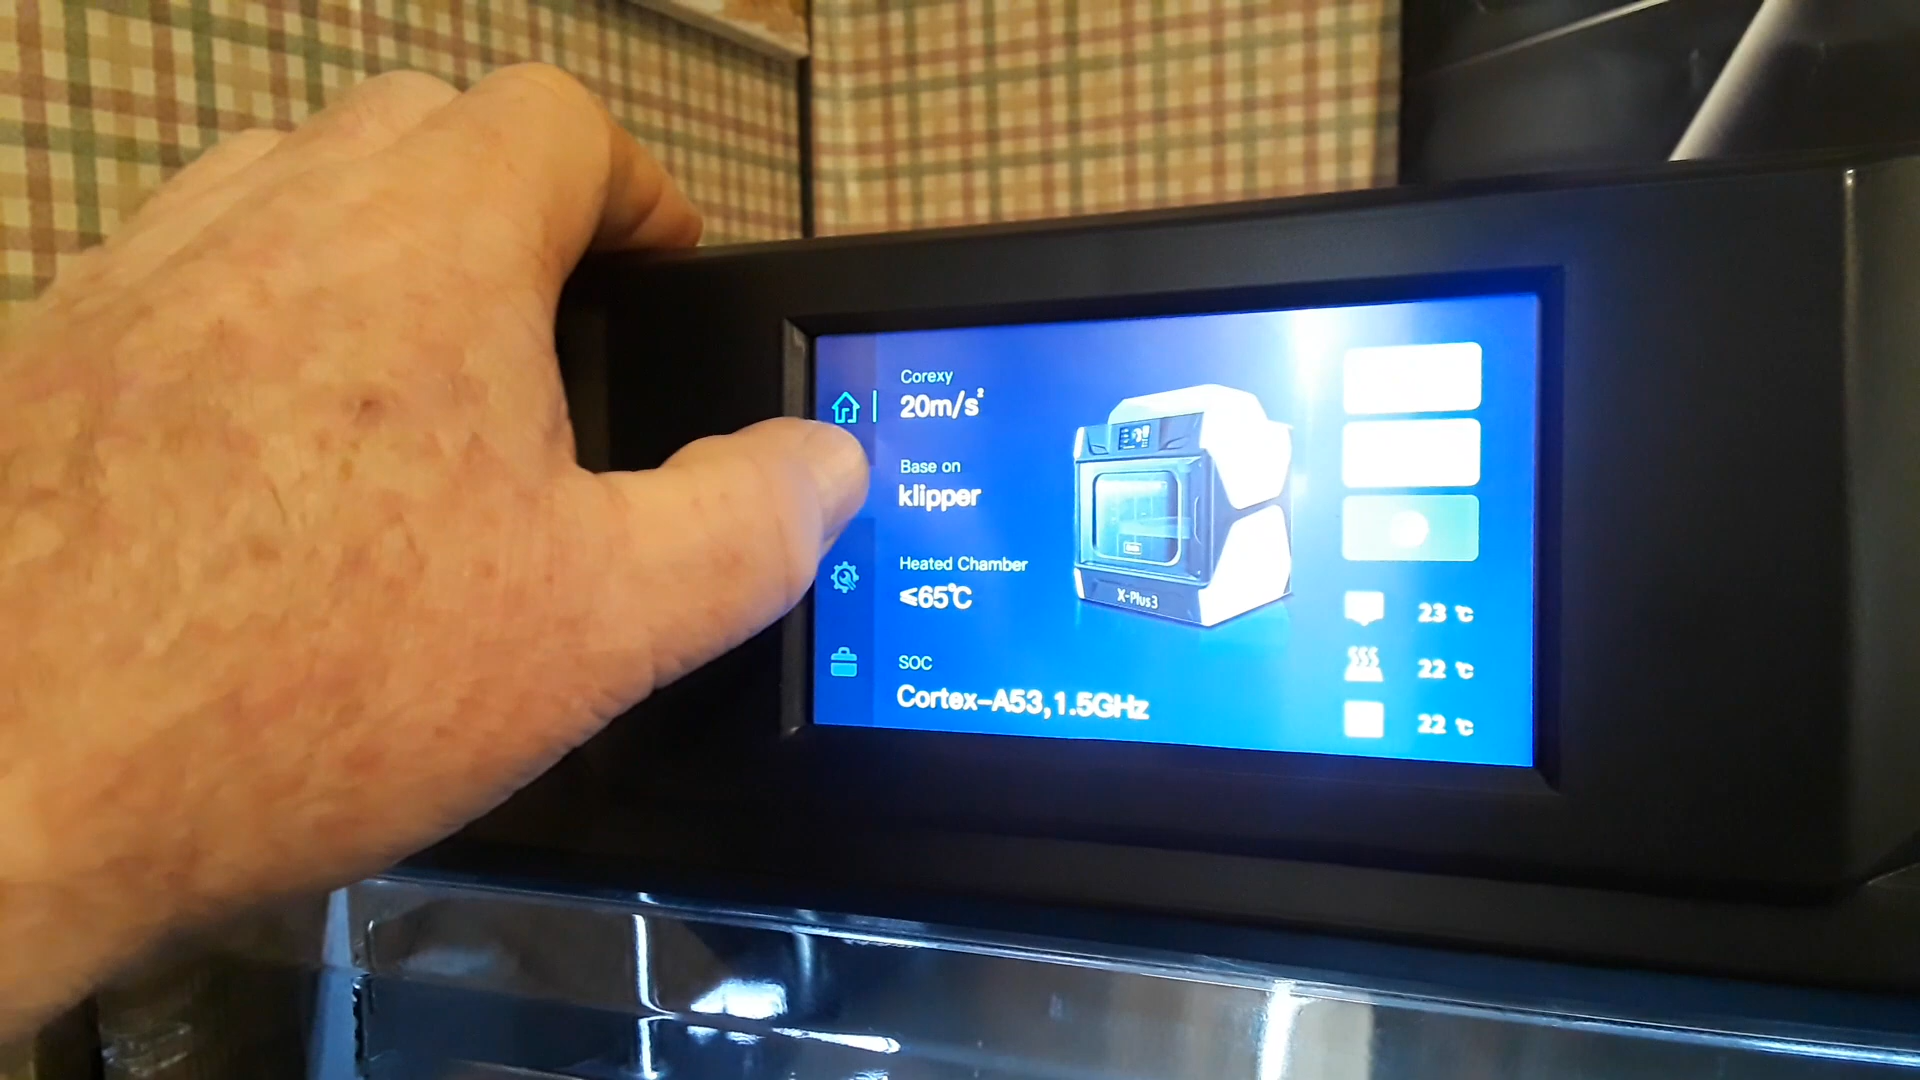 Corexy
20m/s²
Base on
klipper
Heated Chamber
≤65℃
SOC
Cortex-A53,1.5GHz
X-Plus3
23 ℃
22 ℃
22 ℃